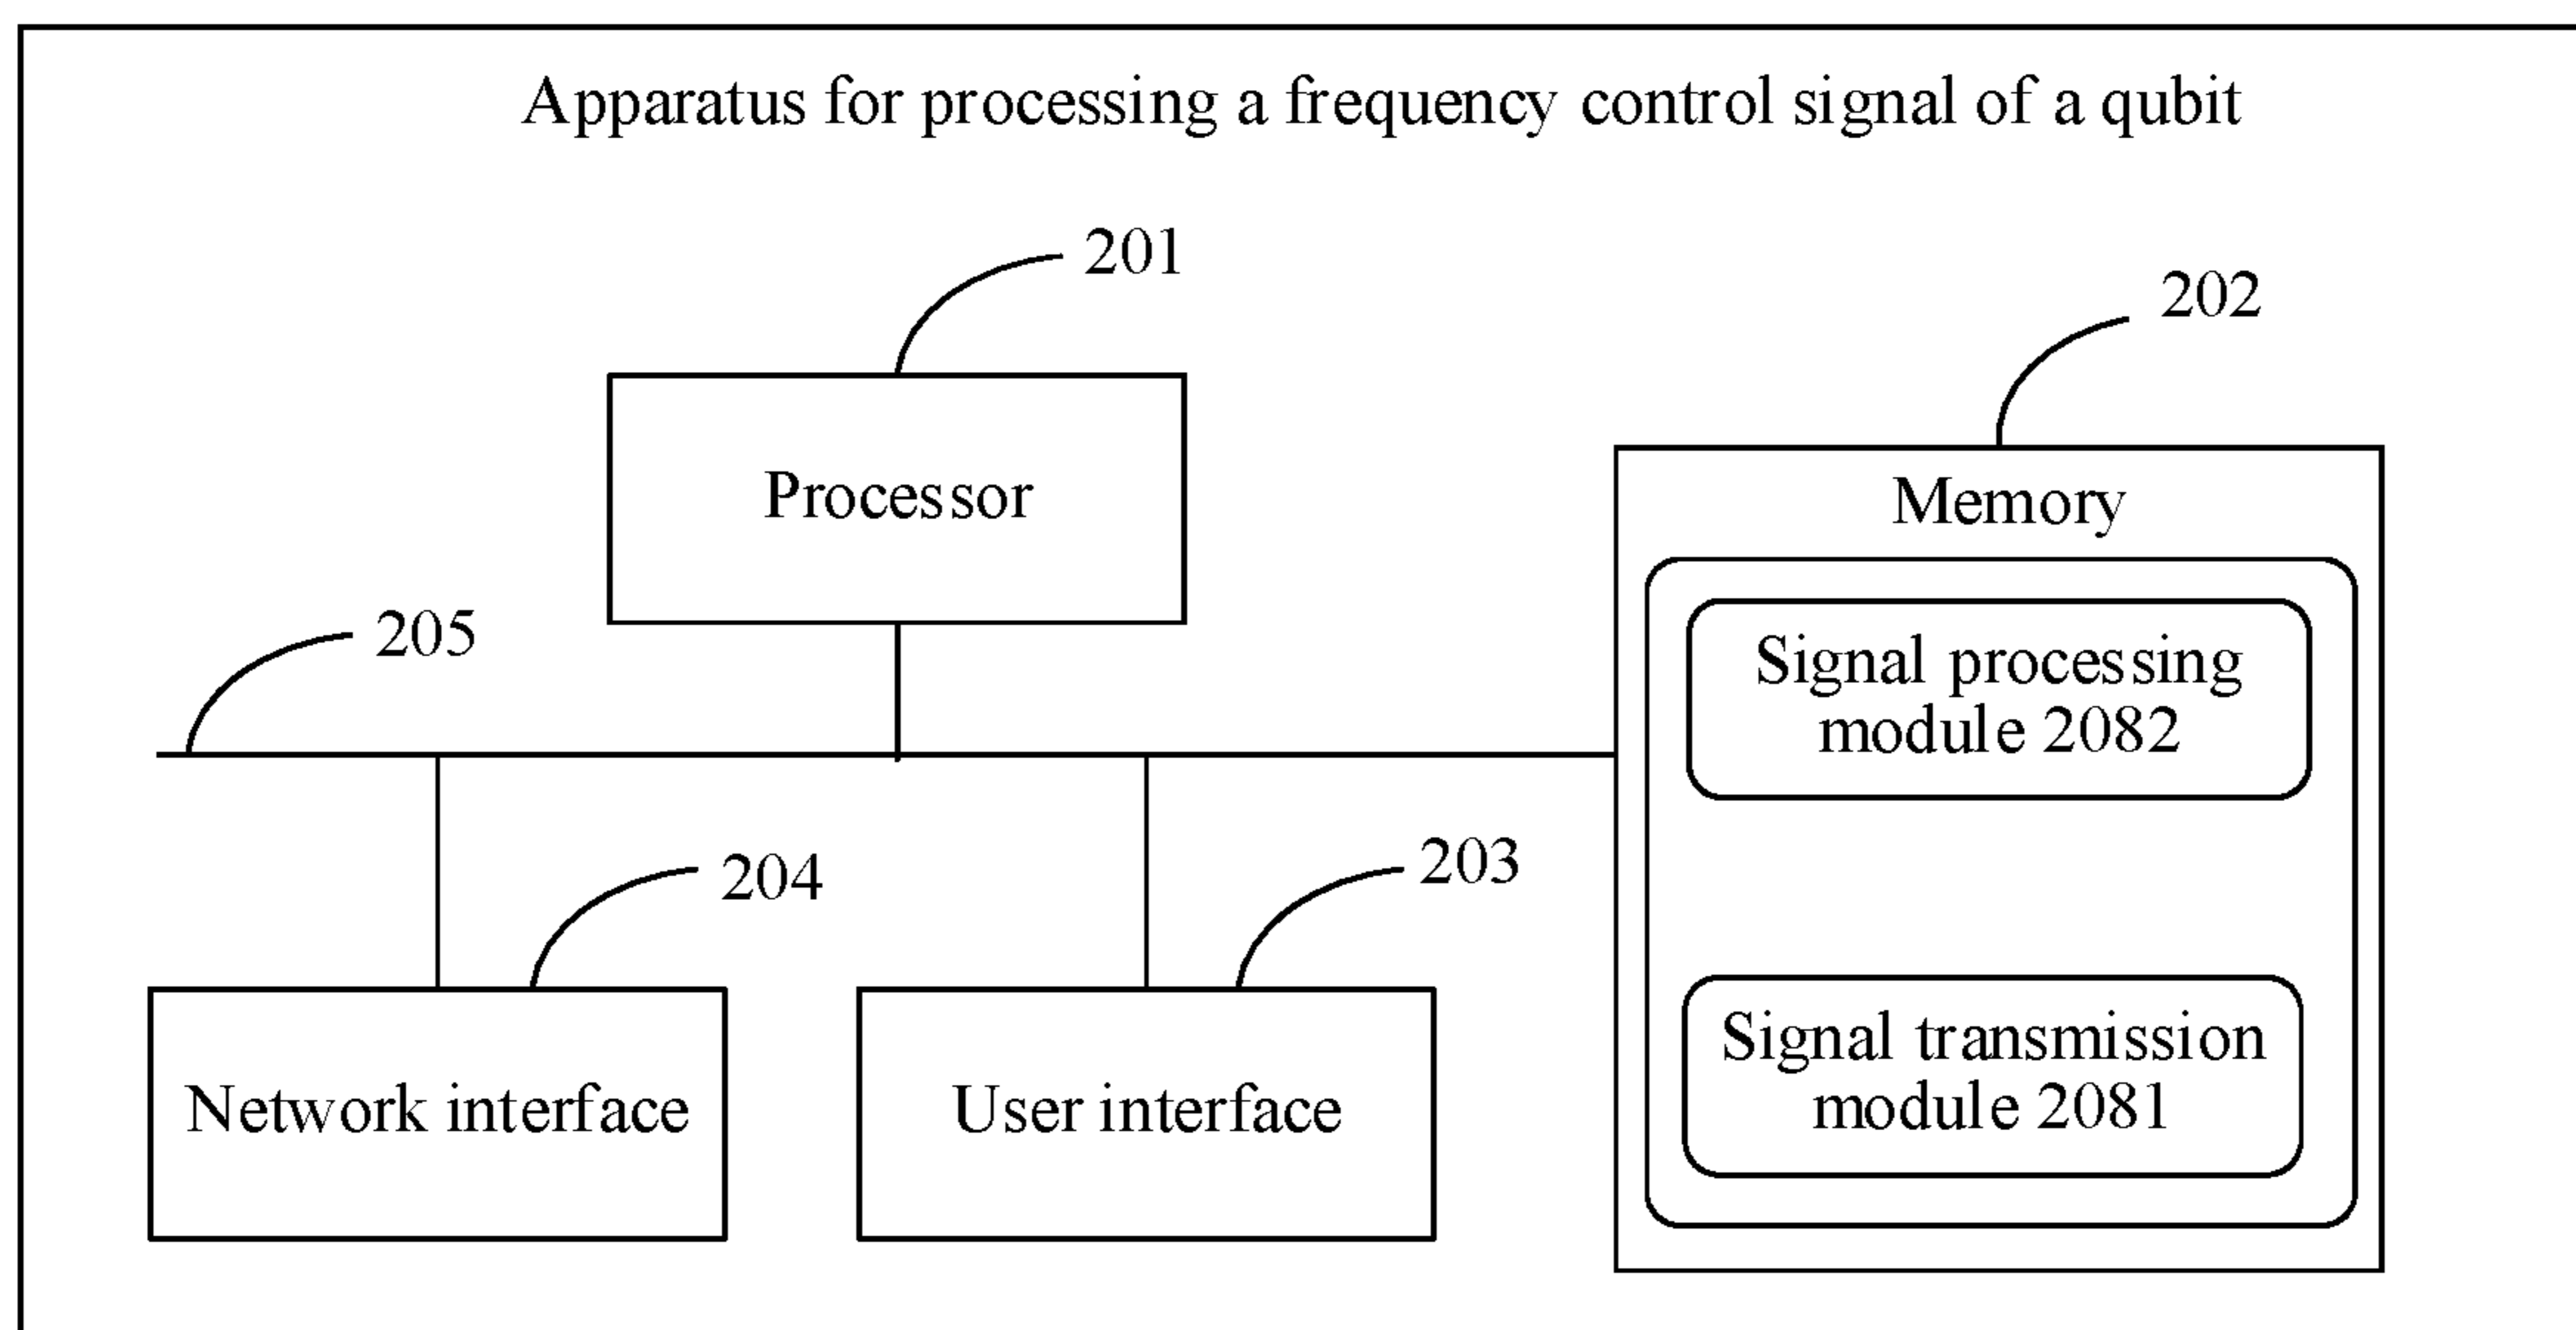 Apparatus for processing a frequency control signal of a qubit
201
202
Processor
Memory
205
Signal processing
module 2082
204
203
Signal transmission
module 2081
Network interface
User interface